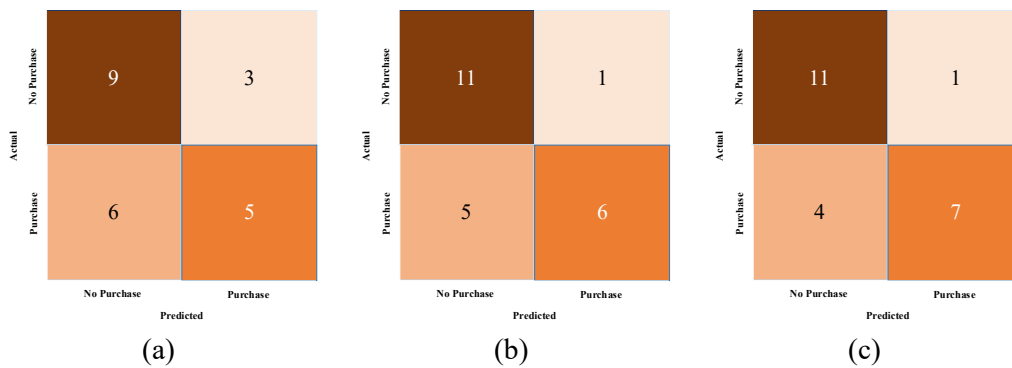 No Purchase
9
3
Actual
Purchase
6
5
No Purchase
Purchase
Predicted
(a)
No Purchase
11
1
Actual
Purchase
5
6
No Purchase
Purchase
Predicted
(b)
No Purchase
11
1
Actual
Purchase
4
7
No Purchase
Purchase
Predicted
(c)